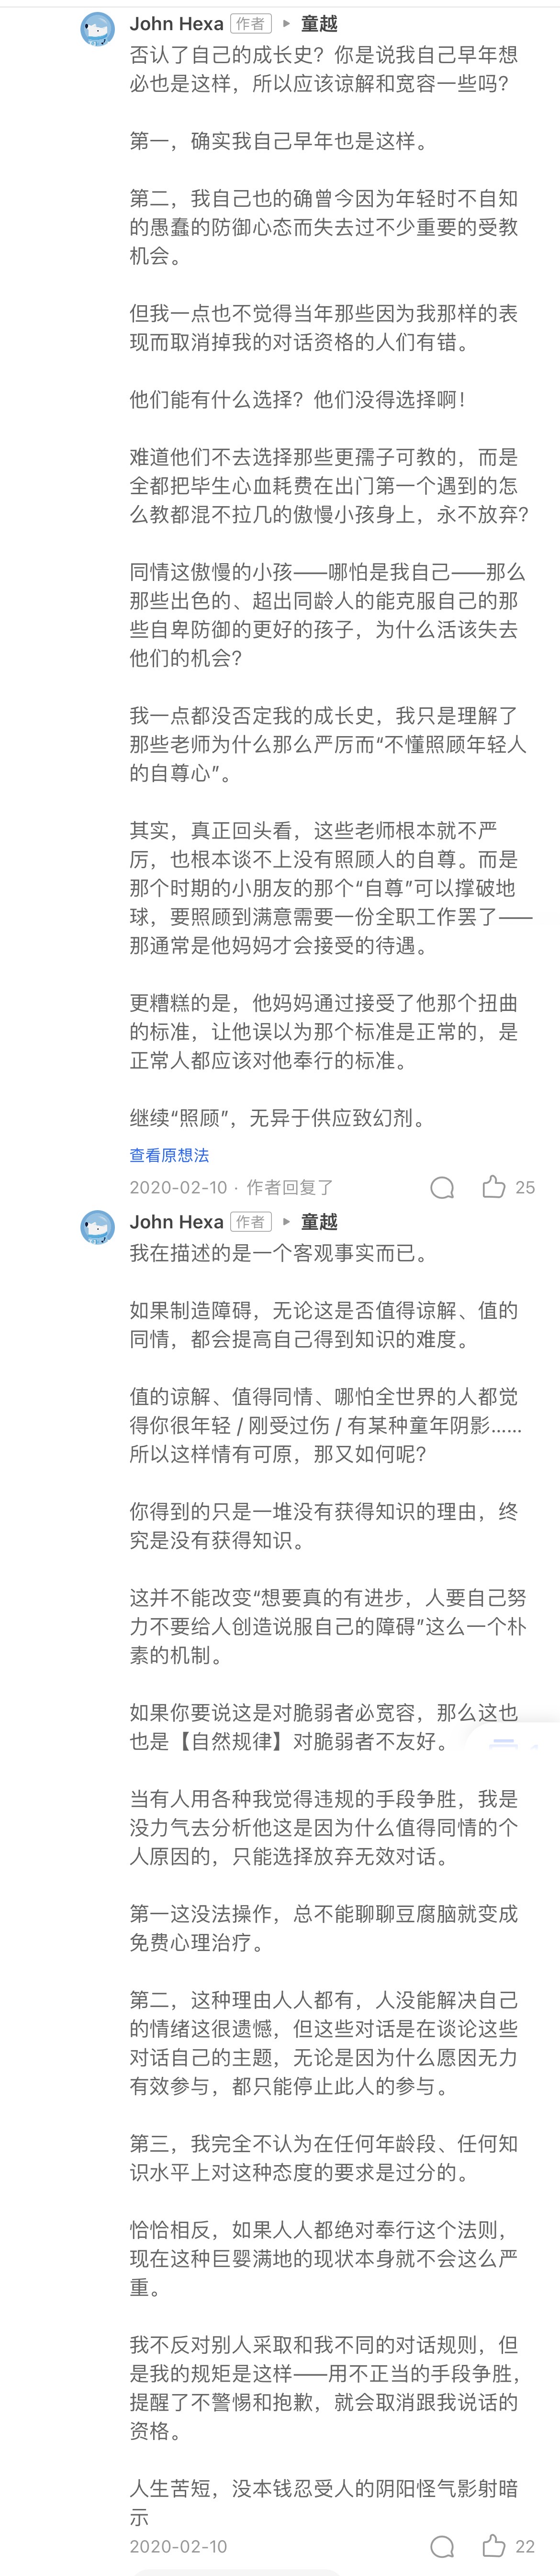 John Hexa 作者 ▸ 童越
否认了自己的成长史？你是说我自己早年想
必也是这样，所以应该谅解和宽容一些吗？
第一，确实我自己早年也是这样。
第二，我自己也的确曾今因为年轻时不自知
的愚蠢的防御心态而失去过不少重要的受教
机会。
但我一点也不觉得当年那些因为我那样的表
现而取消掉我的对话资格的人们有错。
他们能有什么选择？他们没得选择啊！
难道他们不去选择那些更孺子可教的，而是
全都把毕生心血耗费在出门第一个遇到的怎
么教都混不拉几的傲慢小孩身上，永不放弃？
同情这傲慢的小孩——哪怕是我自己——那么
那些出色的、超出同龄人的能克服自己的那
些自卑防御的更好的孩子，为什么活该失去
他们的机会？
我一点都没否定我的成长史，我只是理解了
那些老师为什么那么严厉而“不懂照顾年轻人
的自尊心”。
其实，真正回头看，这些老师根本就不严
厉，也根本谈不上没有照顾人的自尊。而是
那个时期的小朋友的那个“自尊”可以撑破地
球，要照顾到满意需要一份全职工作罢了——
那通常是他妈妈才会接受的待遇。
更糟糕的是，他妈妈通过接受了他那个扭曲
的标准，让他误以为那个标准是正常的，是
正常人都应该对他奉行的标准。
继续“照顾”，无异于供应致幻剂。
查看原想法
2020-02-10 · 作者回复了 25
John Hexa 作者 ▸ 童越
我在描述的是一个客观事实而已。
如果制造障碍，无论这是否值得谅解、值的
同情，都会提高自己得到知识的难度。
值的谅解、值得同情、哪怕全世界的人都觉
得你很年轻 / 刚受过伤 / 有某种童年阴影……
所以这样情有可原，那又如何呢？
你得到的只是一堆没有获得知识的理由，终
究是没有获得知识。
这并不能改变“想要真的有进步，人要自己努
力不要给人创造说服自己的障碍”这么一个朴
素的机制。
如果你要说这是对脆弱者必宽容，那么这也
也是【自然规律】对脆弱者不友好。
当有人用各种我觉得违规的手段争胜，我是
没力气去分析他这是因为什么值得同情的个
人原因的，只能选择放弃无效对话。
第一这没法操作，总不能聊聊豆腐脑就变成
免费心理治疗。
第二，这种理由人人都有，人没能解决自己
的情绪这很遗憾，但这些对话是在谈论这些
对话自己的主题，无论是因为什么愿因无力
有效参与，都只能停止此人的参与。
第三，我完全不认为在任何年龄段、任何知
识水平上对这种态度的要求是过分的。
恰恰相反，如果人人都绝对奉行这个法则，
现在这种巨婴满地的现状本身就不会这么严
重。
我不反对别人采取和我不同的对话规则，但
是我的规矩是这样——用不正当的手段争胜，
提醒了不警惕和抱歉，就会取消跟我说话的
资格。
人生苦短，没本钱忍受人的阴阳怪气影射暗
示
2020-02-10 22